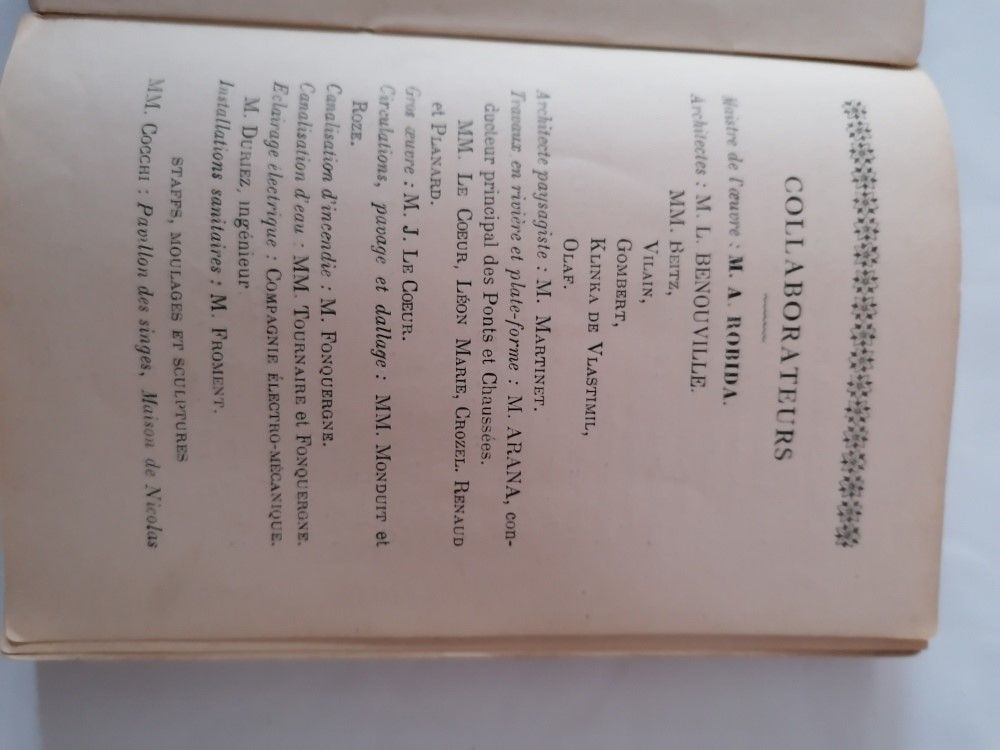 COLLABORATEURS
Maistre de l'œuvre : M. A. ROBIDA.
Architectes : M. L. BENOUVILLE.
MM. BEITZ,
VILAIN,
GOMBERT,
KLINKA DE VLASTIMIL,
OLAF.
Architecte paysagiste : M. MARTINET.
Travaux en rivière et plate-forme : M. ARANA, con-
ducteur principal des Ponts et Chaussées.
MM. LE COEUR, LÉON MARIE, CROZEL. RENAUD
et PLANARD.
Gros œuvre : M. J. LE COEUR.
Circulations, pavage et dallage : MM. MONDUIT et
ROZE.
Canalisation d'incendie : M. FONQUERGNE.
Canalisation d'eau : MM. TOURNAIRE et FONQUERGNE.
Eclairage électrique : COMPAGNIE ÉLECTRO-MÉCANIQUE.
M. DURIEZ, ingénieur
Installations sanitaires : M. FROMENT.
STAFFS, MOULAGES ET SCULPTURES
MM. COCCHI : Pavillon des singes, Maison de Nicolas